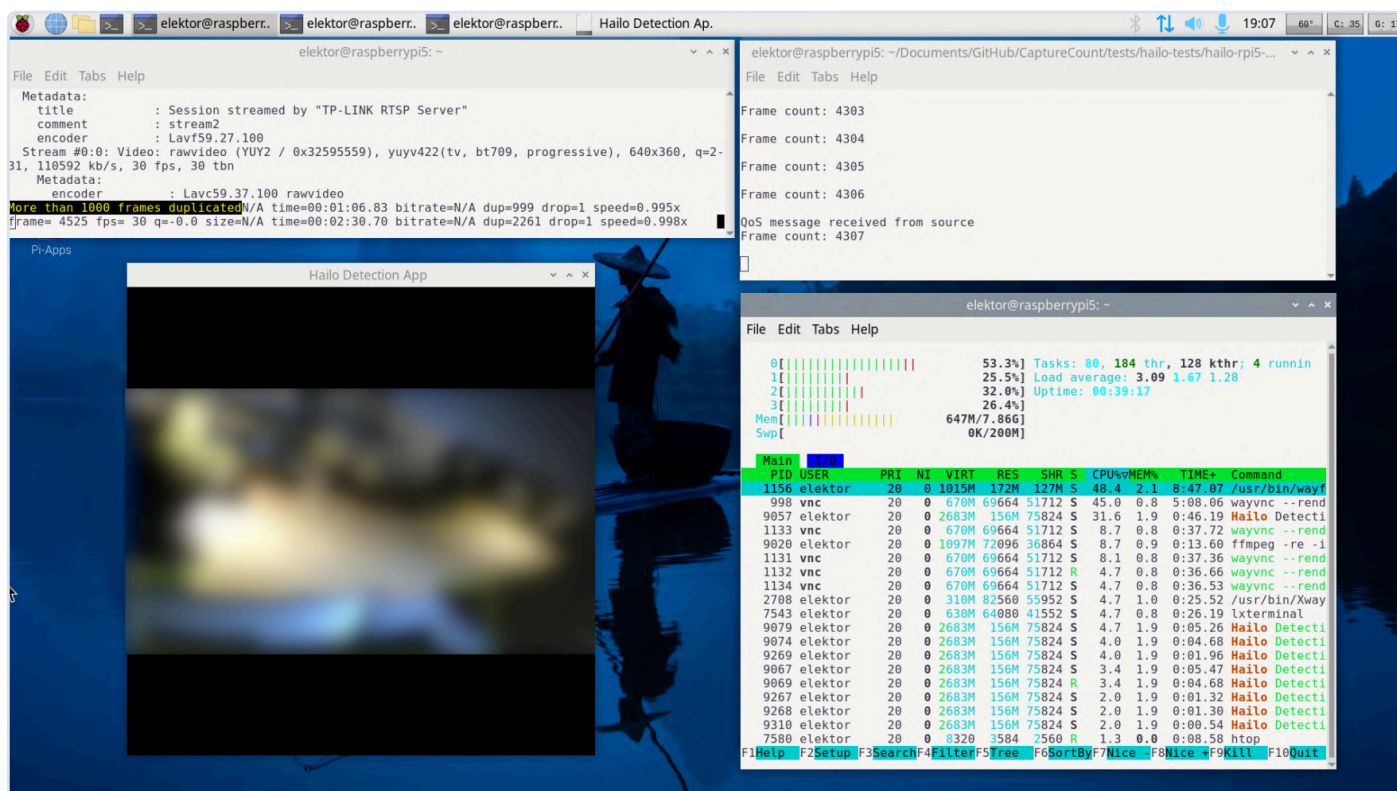 elektor@raspberr.. elektor@raspberr.. elektor@raspberr.. Hailo Detection Ap. 19:07 60° C: 35 G: 1
elektor@raspberrypi5: ~
File Edit Tabs Help
Metadata:
title : Session streamed by "TP-LINK RTSP Server"
comment : stream2
encoder : Lavf59.27.100
Stream #0:0: Video: rawvideo (YUY2 / 0x32595559), yuyv422(tv, bt709, progressive), 640x360, q=2-
31, 110592 kb/s, 30 fps, 30 tbn
Metadata:
encoder : Lavc59.37.100 rawvideo
More than 1000 frames duplicatedN/A time=00:01:06.83 bitrate=N/A dup=999 drop=1 speed=0.995x
frame= 4525 fps= 30 q=-0.0 size=N/A time=00:02:30.70 bitrate=N/A dup=2261 drop=1 speed=0.998x
elektor@raspberrypi5: ~/Documents/GitHub/CaptureCount/tests/hailo-tests/hailo-rpi5-...
File Edit Tabs Help
Frame count: 4303
Frame count: 4304
Frame count: 4305
Frame count: 4306
QoS message received from source
Frame count: 4307
Pi-Apps
Hailo Detection App
elektor@raspberrypi5: ~
File Edit Tabs Help
0[||||||||||||||||||| 53.3%] Tasks: 80, 184 thr, 128 kthr; 4 runnin
1[||||||||| 25.5%] Load average: 3.09 1.67 1.28
2[||||||||||| 32.0%] Uptime: 00:39:17
3[||||||||| 26.4%]
Mem[|||||||||||||||| 647M/7.86G]
Swp[ 0K/200M]
Main I/O
PID USER PRI NI VIRT RES SHR S CPU%▽MEM% TIME+ Command
1156 elektor 20 0 1015M 172M 127M S 48.4 2.1 8:47.07 /usr/bin/wayf
998 vnc 20 0 670M 69664 51712 S 45.0 0.8 5:08.06 wayvnc --rend
9057 elektor 20 0 2683M 156M 75824 S 31.6 1.9 0:46.19 Hailo Detecti
1133 vnc 20 0 670M 69664 51712 S 8.7 0.8 0:37.72 wayvnc --rend
9020 elektor 20 0 1097M 72096 36864 S 8.7 0.9 0:13.60 ffmpeg -re -i
1131 vnc 20 0 670M 69664 51712 S 8.1 0.8 0:37.36 wayvnc --rend
1132 vnc 20 0 670M 69664 51712 R 4.7 0.8 0:36.66 wayvnc --rend
1134 vnc 20 0 670M 69664 51712 S 4.7 0.8 0:36.53 wayvnc --rend
2708 elektor 20 0 310M 82560 55952 S 4.7 1.0 0:25.52 /usr/bin/Xway
7543 elektor 20 0 630M 64080 41552 S 4.7 0.8 0:26.19 lxterminal
9079 elektor 20 0 2683M 156M 75824 S 4.7 1.9 0:05.26 Hailo Detecti
9074 elektor 20 0 2683M 156M 75824 S 4.0 1.9 0:04.68 Hailo Detecti
9269 elektor 20 0 2683M 156M 75824 S 4.0 1.9 0:01.96 Hailo Detecti
9067 elektor 20 0 2683M 156M 75824 S 3.4 1.9 0:05.47 Hailo Detecti
9069 elektor 20 0 2683M 156M 75824 R 3.4 1.9 0:04.68 Hailo Detecti
9267 elektor 20 0 2683M 156M 75824 S 2.0 1.9 0:01.32 Hailo Detecti
9268 elektor 20 0 2683M 156M 75824 S 2.0 1.9 0:01.30 Hailo Detecti
9310 elektor 20 0 2683M 156M 75824 S 2.0 1.9 0:00.54 Hailo Detecti
7580 elektor 20 0 8320 3584 2560 R 1.3 0.0 0:08.58 htop
F1Help F2Setup F3SearchF4FilterF5Tree F6SortByF7Nice -F8Nice +F9Kill F10Quit